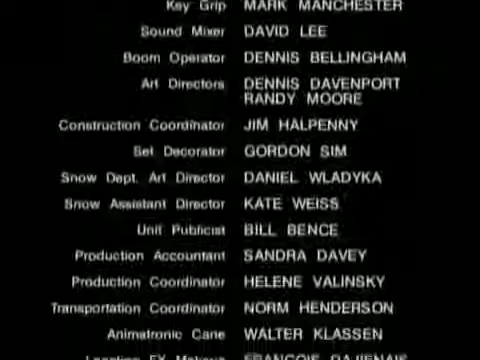 Key Grip MARK MANCHESTER
Sound Mixer DAVID LEE
Boom Operator DENNIS BELLINGHAM
Art Directors DENNIS DAVENPORT
RANDY MOORE
Construction Coordinator JIM HALPENNY
Set Decorator GORDON SIM
Snow Dept. Art Director DANIEL WLADYKA
Snow Assistant Director KATE WEISS
Unit Publicist BILL BENCE
Production Accountant SANDRA DAVEY
Production Coordinator HELENE VALINSKY
Transportation Coordinator NORM HENDERSON
Animatronic Cane WALTER KLASSEN
FX Makeup FRANCOIS